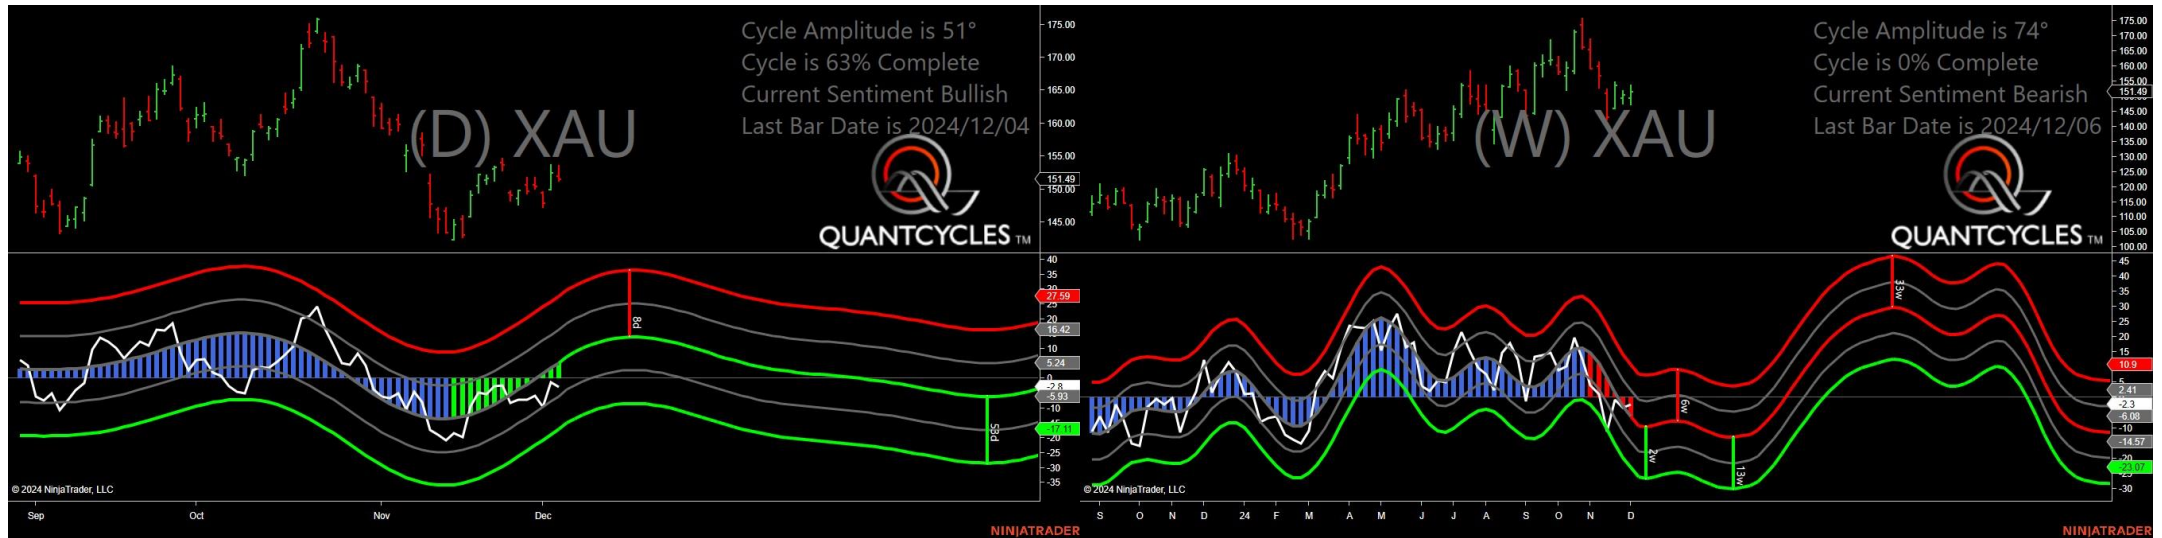 Cycle Amplitude is 51°
Cycle is 63% Complete
Current Sentiment Bullish
Last Bar Date is 2024/12/04
(D) XAU
QUANTCYCLES TM
175.00
170.00
165.00
160.00
155.00
151.49
150.00
145.00
40
35
27.59
25
20
16.42
10
5.24
0
-2.8
-5.93
-10
-17.11
-20
-25
-30
-35
8d
53d
© 2024 NinjaTrader, LLC
Sep Oct Nov Dec
NINJATRADER
Cycle Amplitude is 74°
Cycle is 0% Complete
Current Sentiment Bearish
Last Bar Date is 2024/12/06
(W) XAU
QUANTCYCLES TM
175.00
170.00
165.00
160.00
155.00
151.49
145.00
140.00
135.00
130.00
125.00
120.00
115.00
110.00
105.00
100.00
45
35
30
25
20
15
10.9
5
2.41
-2.3
-6.08
-10
-14.57
-20
-23.07
-30
6w
2w
13w
33w
© 2024 NinjaTrader, LLC
S O N D 24 F M A M J J A S O N D
NINJATRADER